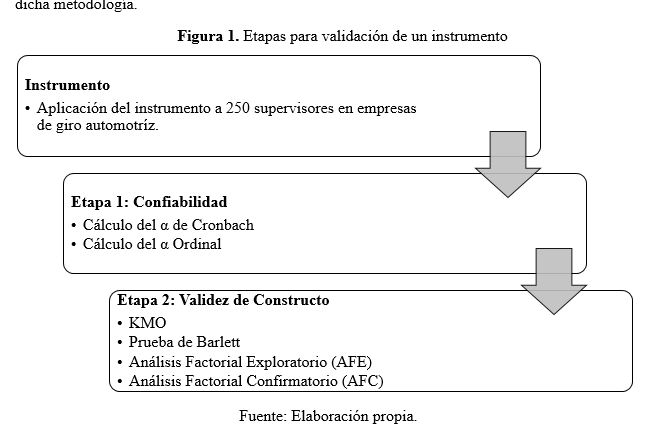 dicha metodología.
Figura 1. Etapas para validación de un instrumento
Instrumento
• Aplicación del instrumento a 250 supervisores en empresas
de giro automotríz.
Etapa 1: Confiabilidad
• Cálculo del α de Cronbach
• Cálculo del α Ordinal
Etapa 2: Validez de Constructo
• KMO
• Prueba de Barlett
• Análisis Factorial Exploratorio (AFE)
• Análisis Factorial Confirmatorio (AFC)
Fuente: Elaboración propia.